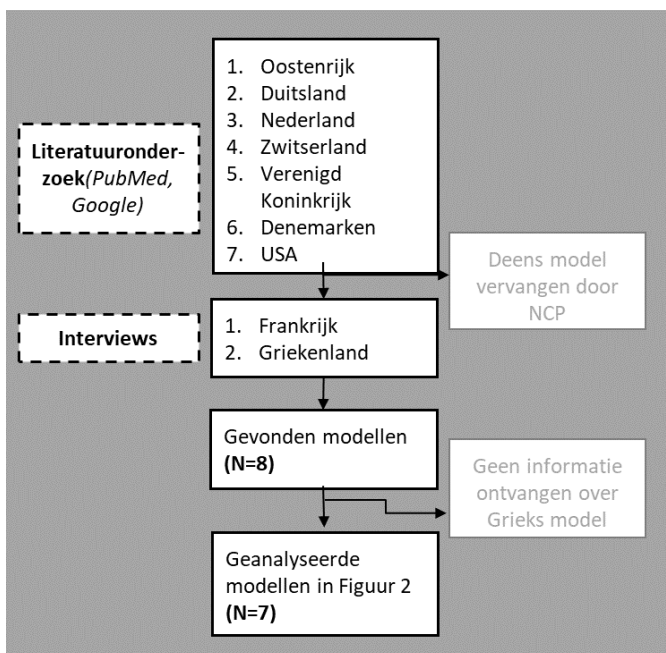 1. Oostenrijk
2. Duitsland
3. Nederland
4. Zwitserland
5. Verenigd
Koninkrijk
6. Denemarken
7. USA
Literatuuronder-
zoek(PubMed,
Google)
Deens model
vervangen door
NCP
Interviews
1. Frankrijk
2. Griekenland
Gevonden modellen
(N=8)
Geen informatie
ontvangen over
Grieks model
Geanalyseerde
modellen in Figuur 2
(N=7)